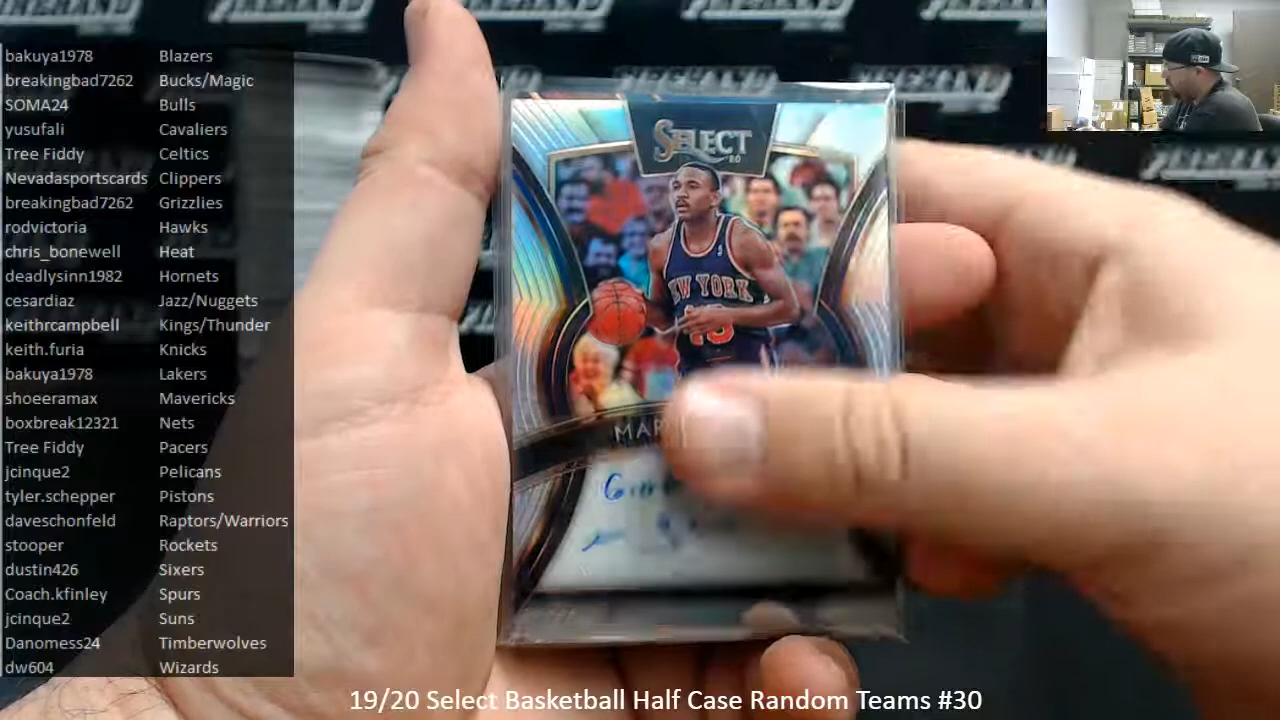 bakuya1978 Blazers
breakingbad7262 Bucks/Magic
SOMA24 Bulls
yusufali Cavaliers
Tree Fiddy Celtics
Nevadasportscards Clippers
breakingbad7262 Grizzlies
rodvictoria Hawks
chris_bonewell Heat
deadlysinn1982 Hornets
cesardiaz Jazz/Nuggets
keithrcampbell Kings/Thunder
keith.furia Knicks
bakuya1978 Lakers
shoeeramax Mavericks
boxbreak12321 Nets
Tree Fiddy Pacers
jcinque2 Pelicans
tyler.schepper Pistons
daveschonfeld Raptors/Warriors
stooper Rockets
dustin426 Sixers
Coach.kfinley Spurs
jcinque2 Suns
Danomess24 Timberwolves
dw604 Wizards
SELECT
NEW YORK
13
MAR
19/20 Select Basketball Half Case Random Teams #30